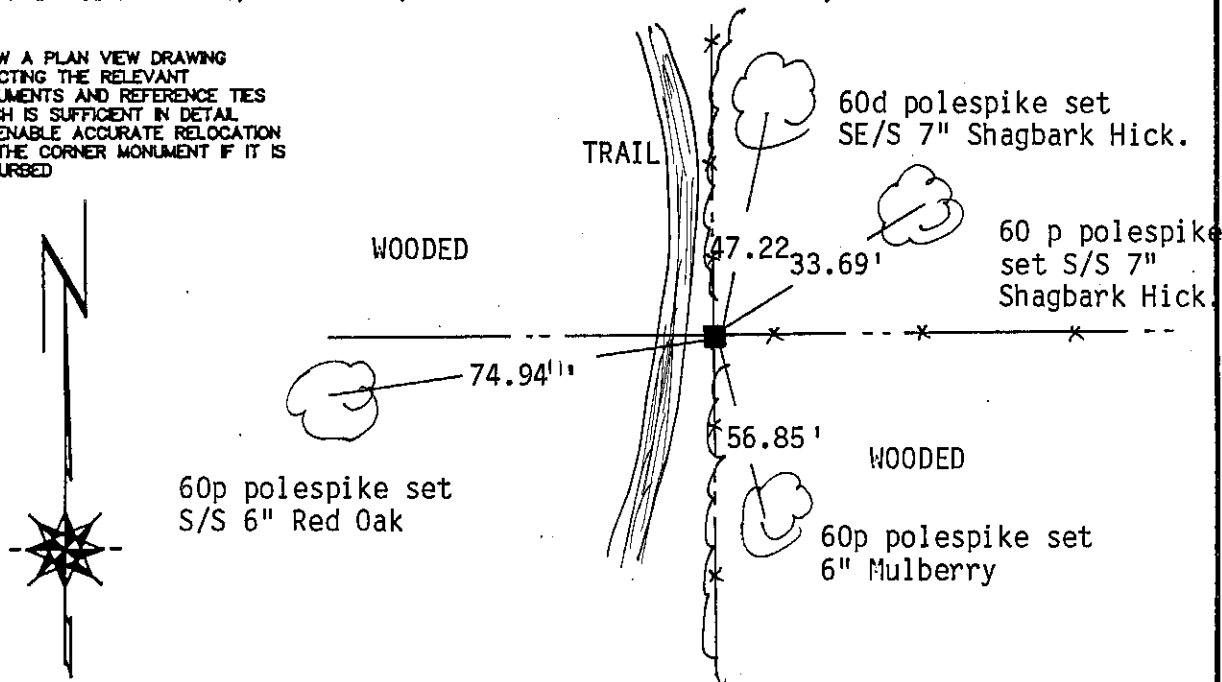 W A PLAN VIEW DRAWING
CTING THE RELEVANT
UMENTS AND REFERENCE TIES
CH IS SUFFICENT IN DETAIL
ENABLE ACCURATE RELOCATION
THE CORNER MONUMENT IF IT IS
URBED
60d polespike set
SE/S 7" Shagbark Hick.
TRAIL
WOODED
60 p polespike
set S/S 7"
Shagbark Hick.
47.22
33.69'
74.94'
56.85'
WOODED
60p polespike set
S/S 6" Red Oak
60p polespike set
6" Mulberry
N